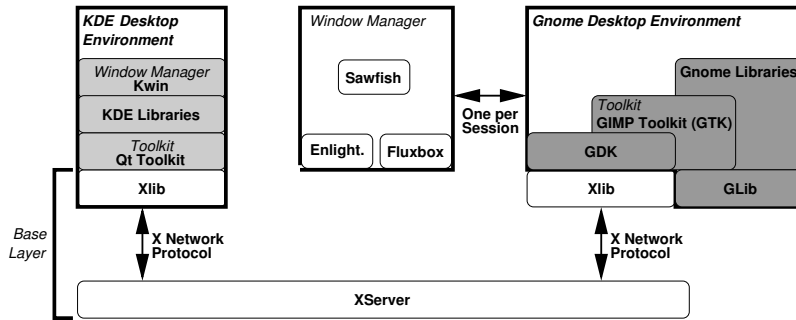 KDE Desktop
Environment
Window Manager
Kwin
KDE Libraries
Toolkit
Qt Toolkit
Xlib
Window Manager
Sawfish
Enlight.
Fluxbox
One per
Session
Gnome Desktop Environment
Gnome Libraries
Toolkit
GIMP Toolkit (GTK)
GDK
Xlib
GLib
Base
Layer
X Network
Protocol
X Network
Protocol
XServer